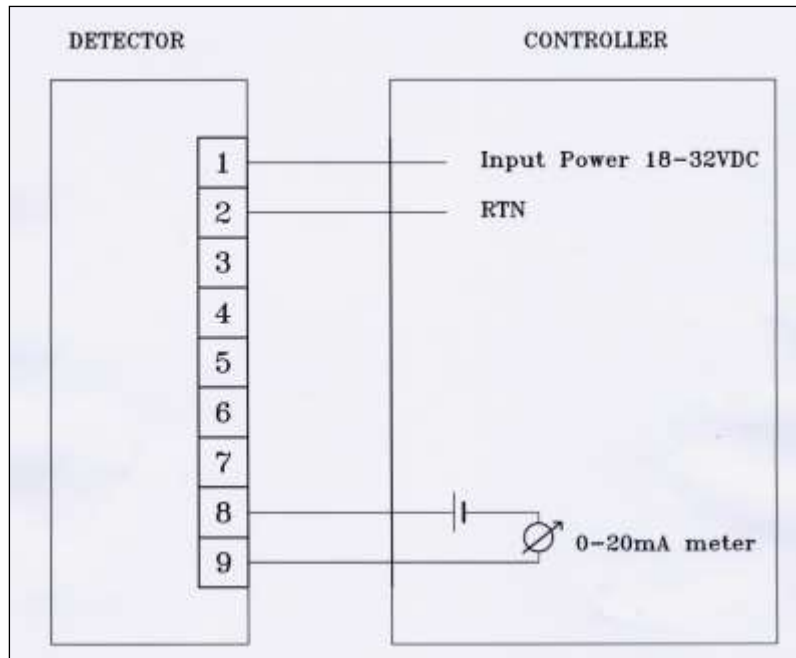 DETECTOR CONTROLLER
1 Input Power 18-32VDC
2 RTN
3
4
5
6
7
8
0-20mA meter
9